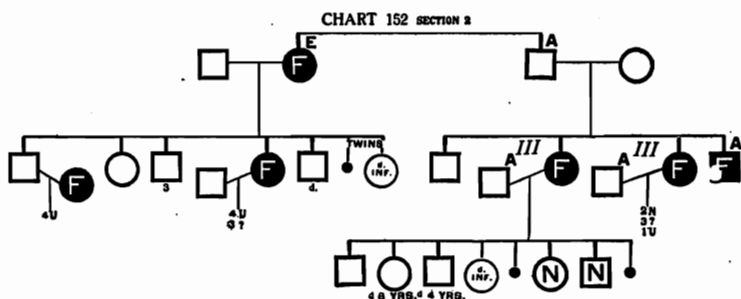 CHART 152 SECTION 2
E A
F
TWINS III III A
F F d. INF. A F A F F
3 d.
4U 4U 2N
9? 3?
1U
d. INF. N N
d 8 YRS. d 4 YRS.